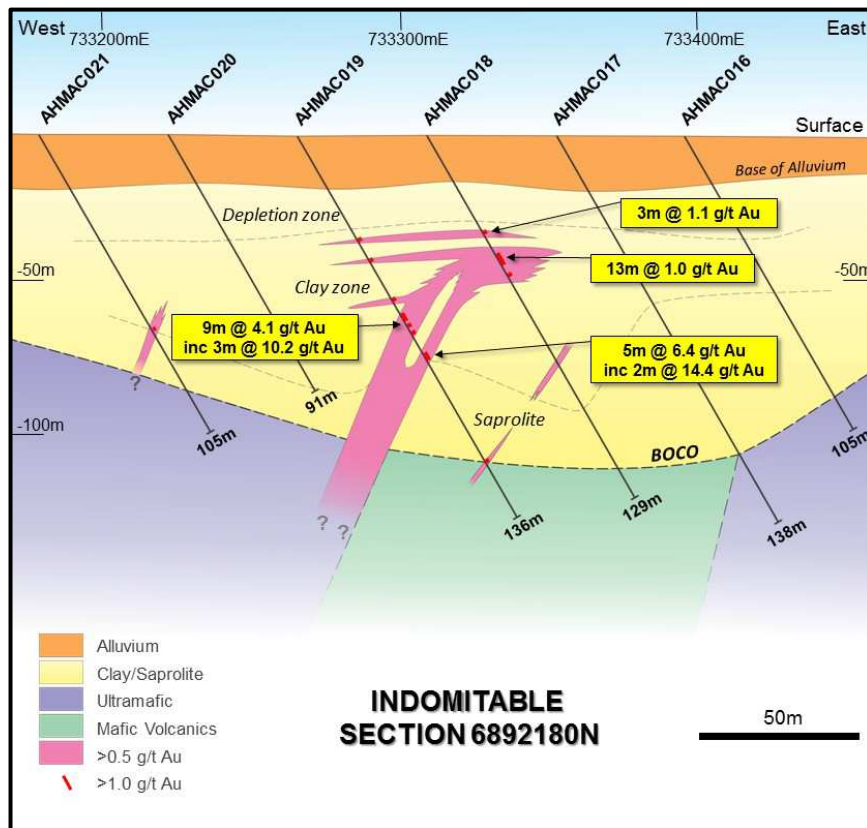 West
733200mE
733300mE
733400mE
East
AHMAC021
AHMAC020
AHMAC019
AHMAC018
AHMAC017
AHMAC016
Surface
Base of Alluvium
Depletion zone
3m @ 1.1 g/t Au
-50m
13m @ 1.0 g/t Au
-50m
Clay zone
9m @ 4.1 g/t Au
inc 3m @ 10.2 g/t Au
5m @ 6.4 g/t Au
inc 2m @ 14.4 g/t Au
?
91m
Saprolite
105m
105m
-100m
BOCO
? ?
136m
129m
138m
Alluvium
Clay/Saprolite
Ultramafic
Mafic Volcanics
>0.5 g/t Au
>1.0 g/t Au
INDOMITABLE
SECTION 6892180N
50m